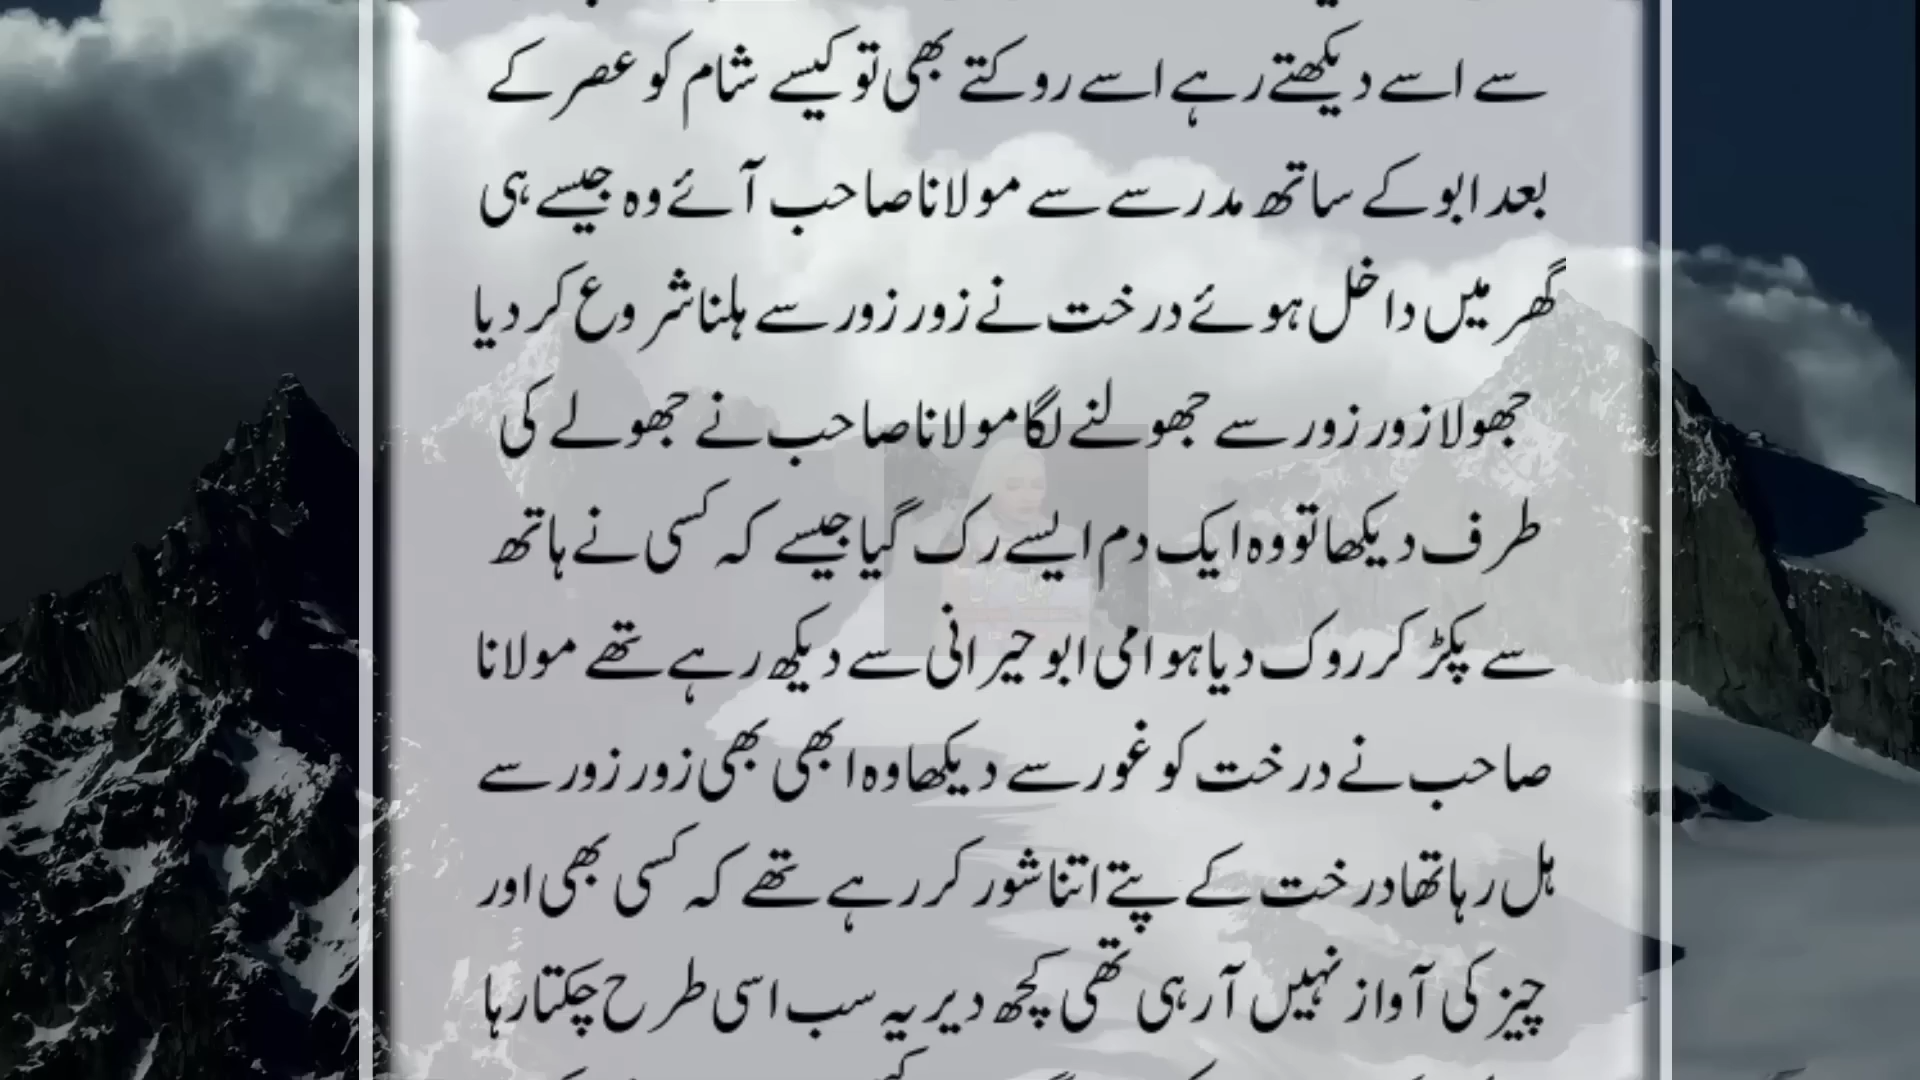 سے اسے دیکھتے رہے اسے روکتے بھی تو کیسے شام کو عصر کے
بعد ابو کے ساتھ مدرسے سے مولانا صاحب آئے وہ جیسے ہی
گھر میں داخل ہوئے درخت نے زور زور سے ہلنا شروع کر دیا
جھولا زور زور سے جھولنے لگا مولانا صاحب نے جھولے کی
طرف دیکھا تو وہ ایک دم ایسے رک گیا جیسے کہ کسی نے ہاتھ
سے پکڑ کر روک دیا ہو امی ابو حیرانی سے دیکھ رہے تھے مولانا
صاحب نے درخت کو غور سے دیکھا وہ ابھی بھی زور زور سے
ہل رہا تھا درخت کے پتے اتنا شور کر رہے تھے کہ کسی بھی اور
چیز کی آواز نہیں آ رہی تھی کچھ دیر یہ سب اسی طرح چکتا رہا